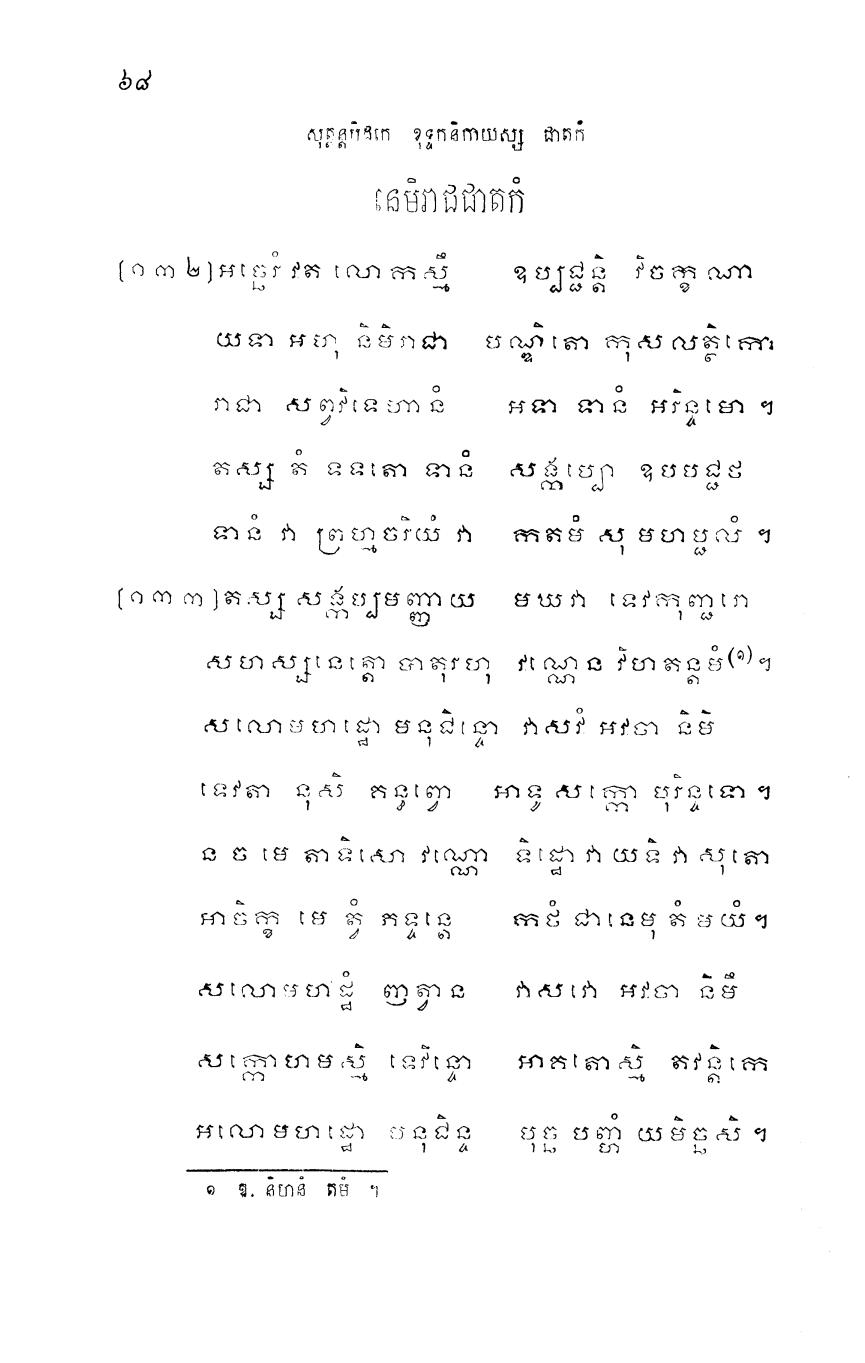 ៦៨
សុត្តន្តបិដកេ ខុទ្ទកនិកាយស្ស ជាតកំ
នេមិរាជជាតកំ
[១៣២] អច្ឆេរំ វត លោកស្មឹ ឧប្បជ្ជន្តិ វិចក្ខណា
យទា អហុ និមិរាជា បណ្ឌិតោ កុសលត្ថិកោ
រាជា សព្វវិទេហានំ អទា ទានំ អរិន្ទមោ ។
តស្ស តំ ទទតោ ទានំ សង្កប្បោ ឧបបជ្ជថ
ទានំ វា ព្រហ្មចរិយំ វា កតមំ សុ មហប្ផលំ ។
[១៣៣] តស្ស សង្កប្បមញ្ញាយ មឃវា ទេវកុញ្ជរោ
សហស្សនេត្តោ បាតុរហុ វណ្ណេន វិហតន្តមំ(១) ។
សលោមហដ្ឋោ មនុជិន្ទោ វាសវំ អវចា និមិ
ទេវតា នុសិ គន្ធព្វោ អាទូ សក្កោ បុរិន្ទទោ ។
ន ច មេ តាទិសោ វណ្ណោ ទិដ្ឋោ វា យទិ វា សុតោ
អាចិក្ខ មេ ត្វំ ភទ្ទន្តេ កថំ ជានេមុ តំ មយំ ។
សលោមហដ្ឋំ ញត្វាន វាសវោ អវចា និមឹ
សក្កោហមស្មិ ទេវិន្ទោ អាគតោស្មិ តវន្តិកេ
អលោមហដ្ឋោ មនុជិន្ទ បុច្ឆ បញ្ហំ យមិច្ឆសិ ។
១ ឱ. និហនំ តមំ ។